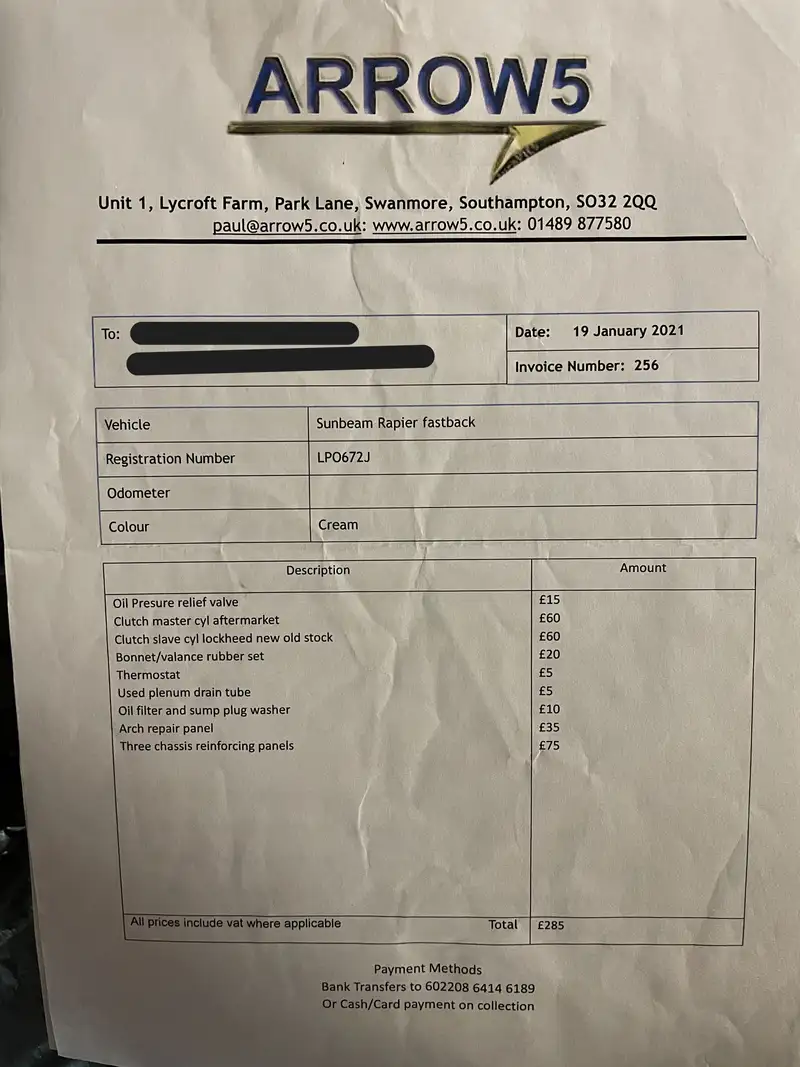 ARROW5
Unit 1, Lycroft Farm, Park Lane, Swanmore, Southampton, SO32 2QQ
paul@arrow5.co.uk: www.arrow5.co.uk: 01489 877580
To:
Date: 19 January 2021
Invoice Number: 256
Vehicle Sunbeam Rapier fastback
Registration Number LPO672J
Odometer
Colour Cream
Description Amount
Oil Presure relief valve £15
Clutch master cyl aftermarket £60
Clutch slave cyl lockheed new old stock £60
Bonnet/valance rubber set £20
Thermostat £5
Used plenum drain tube £5
Oil filter and sump plug washer £10
Arch repair panel £35
Three chassis reinforcing panels £75
All prices include vat where applicable Total £285
Payment Methods
Bank Transfers to 602208 6414 6189
Or Cash/Card payment on collection